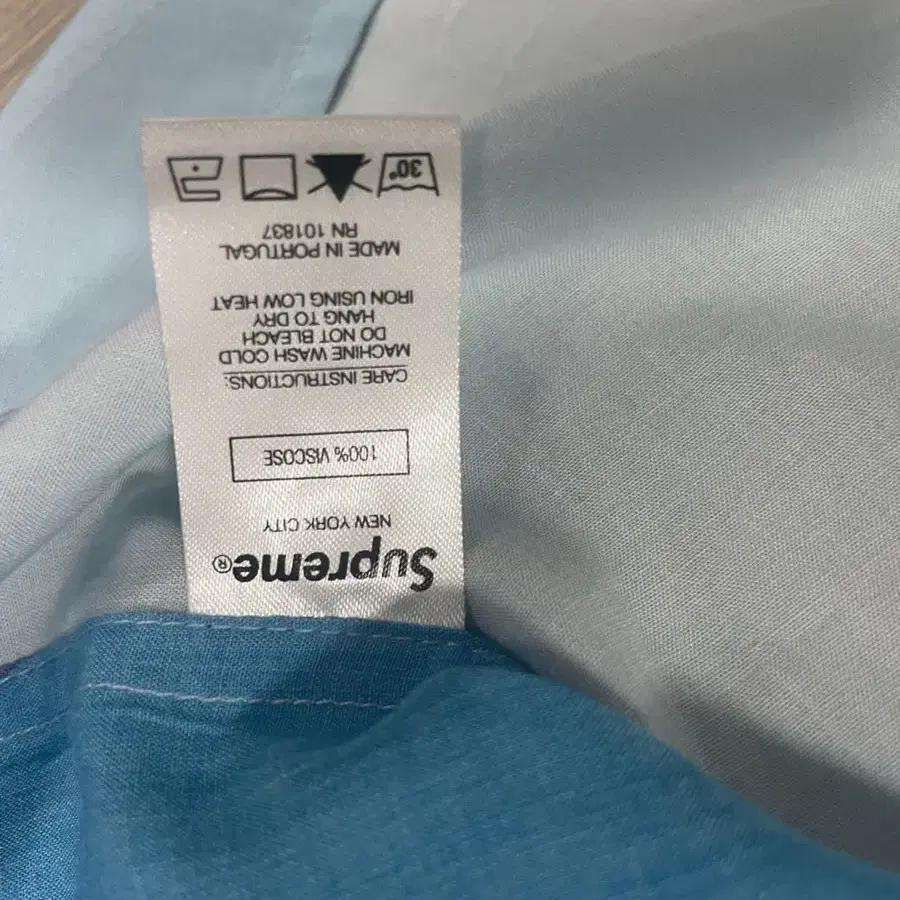 Supreme®
NEW YORK CITY
100% VISCOSE
CARE INSTRUCTIONS:
MACHINE WASH COLD
DO NOT BLEACH
HANG TO DRY
IRON USING LOW HEAT
MADE IN PORTUGAL
RN 101837
30°